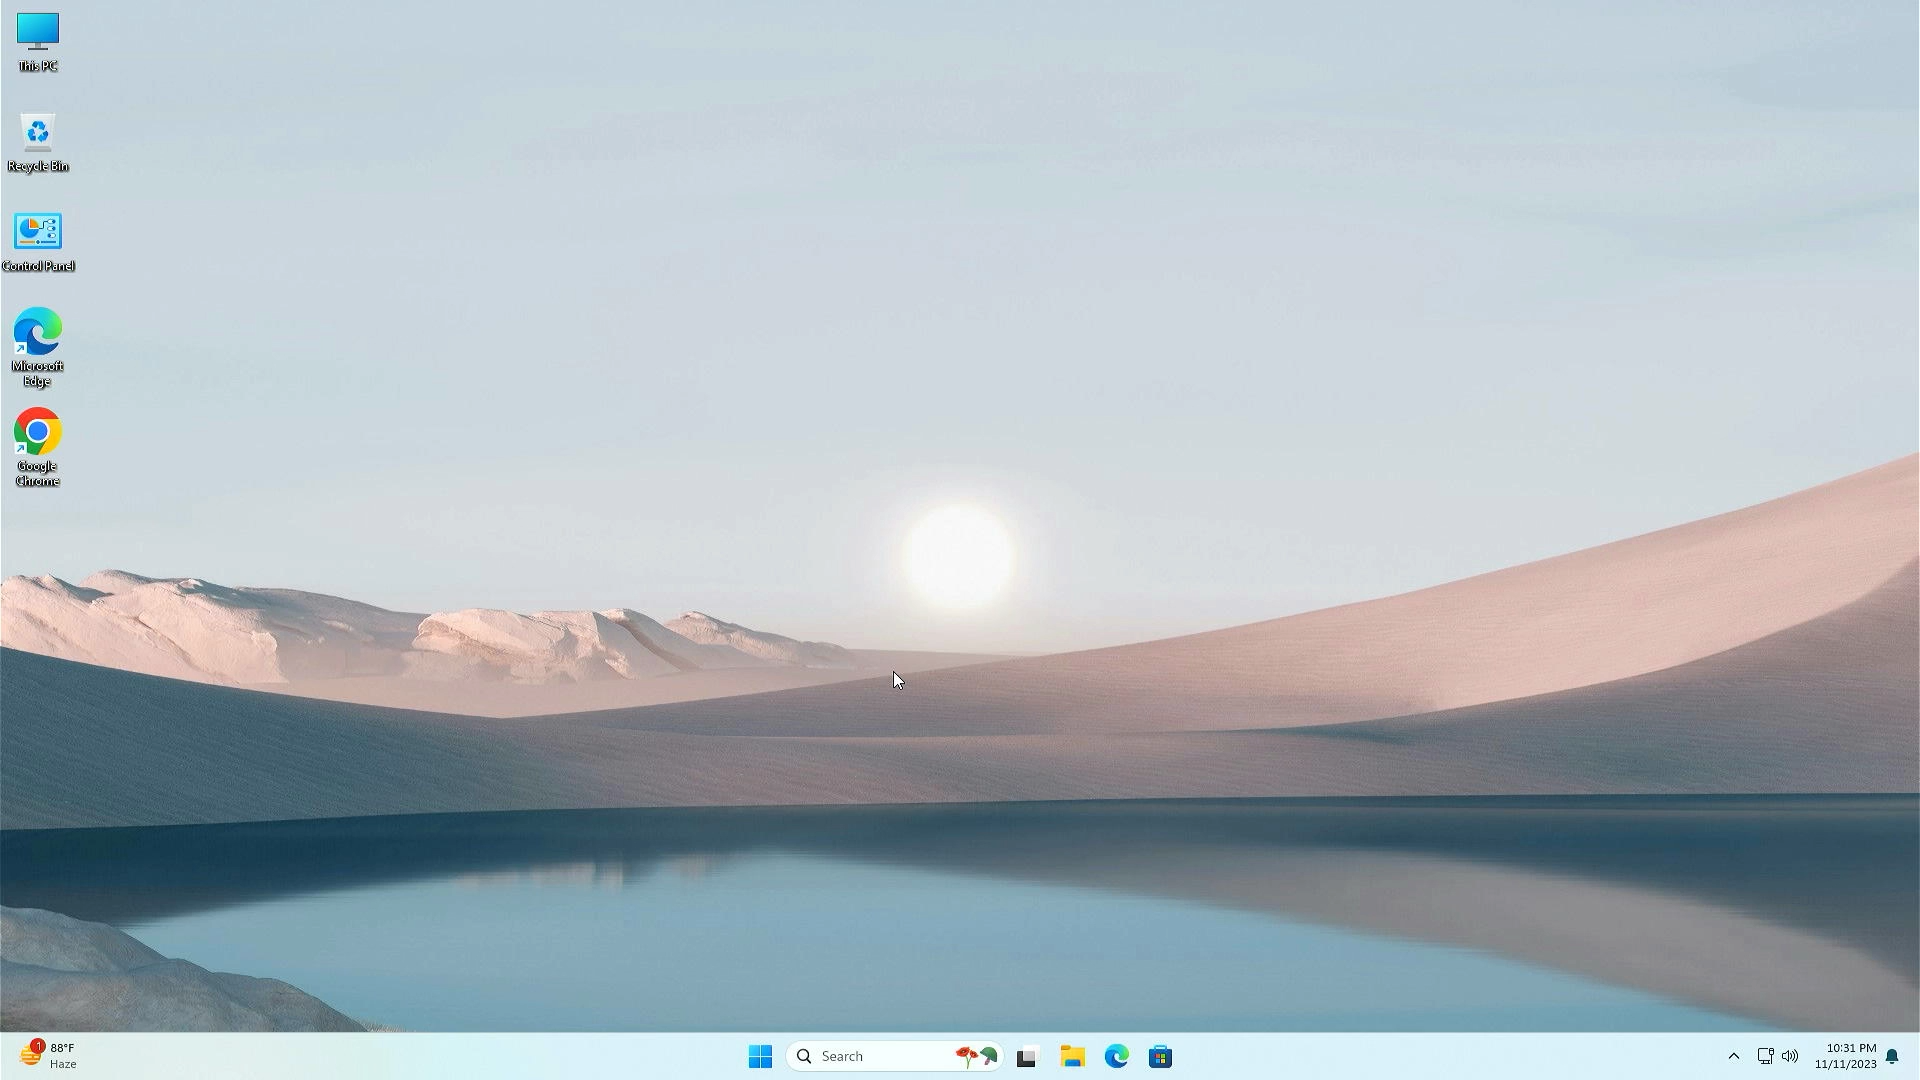 This PC
Recycle Bin
Control Panel
Microsoft
Edge
Google
Chrome
1
88°F
Haze
Search
10:31 PM
11/11/2023